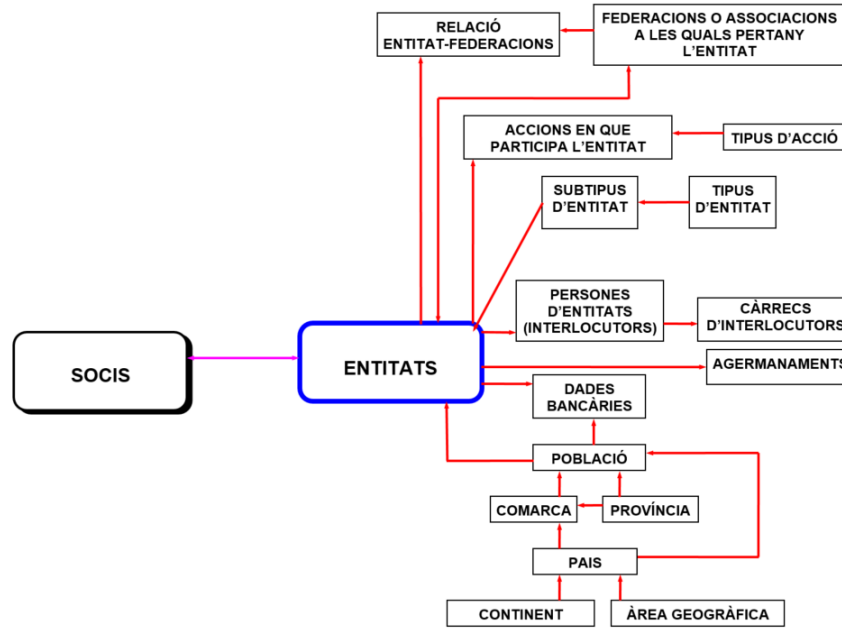 RELACIÓ
ENTITAT-FEDERACIONS
FEDERACIONS O ASSOCIACIONS
A LES QUALS PERTANY
L'ENTITAT
ACCIONS EN QUE
PARTICIPA L'ENTITAT
TIPUS D'ACCIÓ
SUBTIPUS
D'ENTITAT
TIPUS
D'ENTITAT
PERSONES
D'ENTITATS
(INTERLOCUTORS)
CÀRRECS
D'INTERLOCUTORS
SOCIS
ENTITATS
AGERMANAMENTS
DADES
BANCÀRIES
POBLACIÓ
COMARCA
PROVÍNCIA
PAIS
CONTINENT
ÀREA GEOGRÀFICA